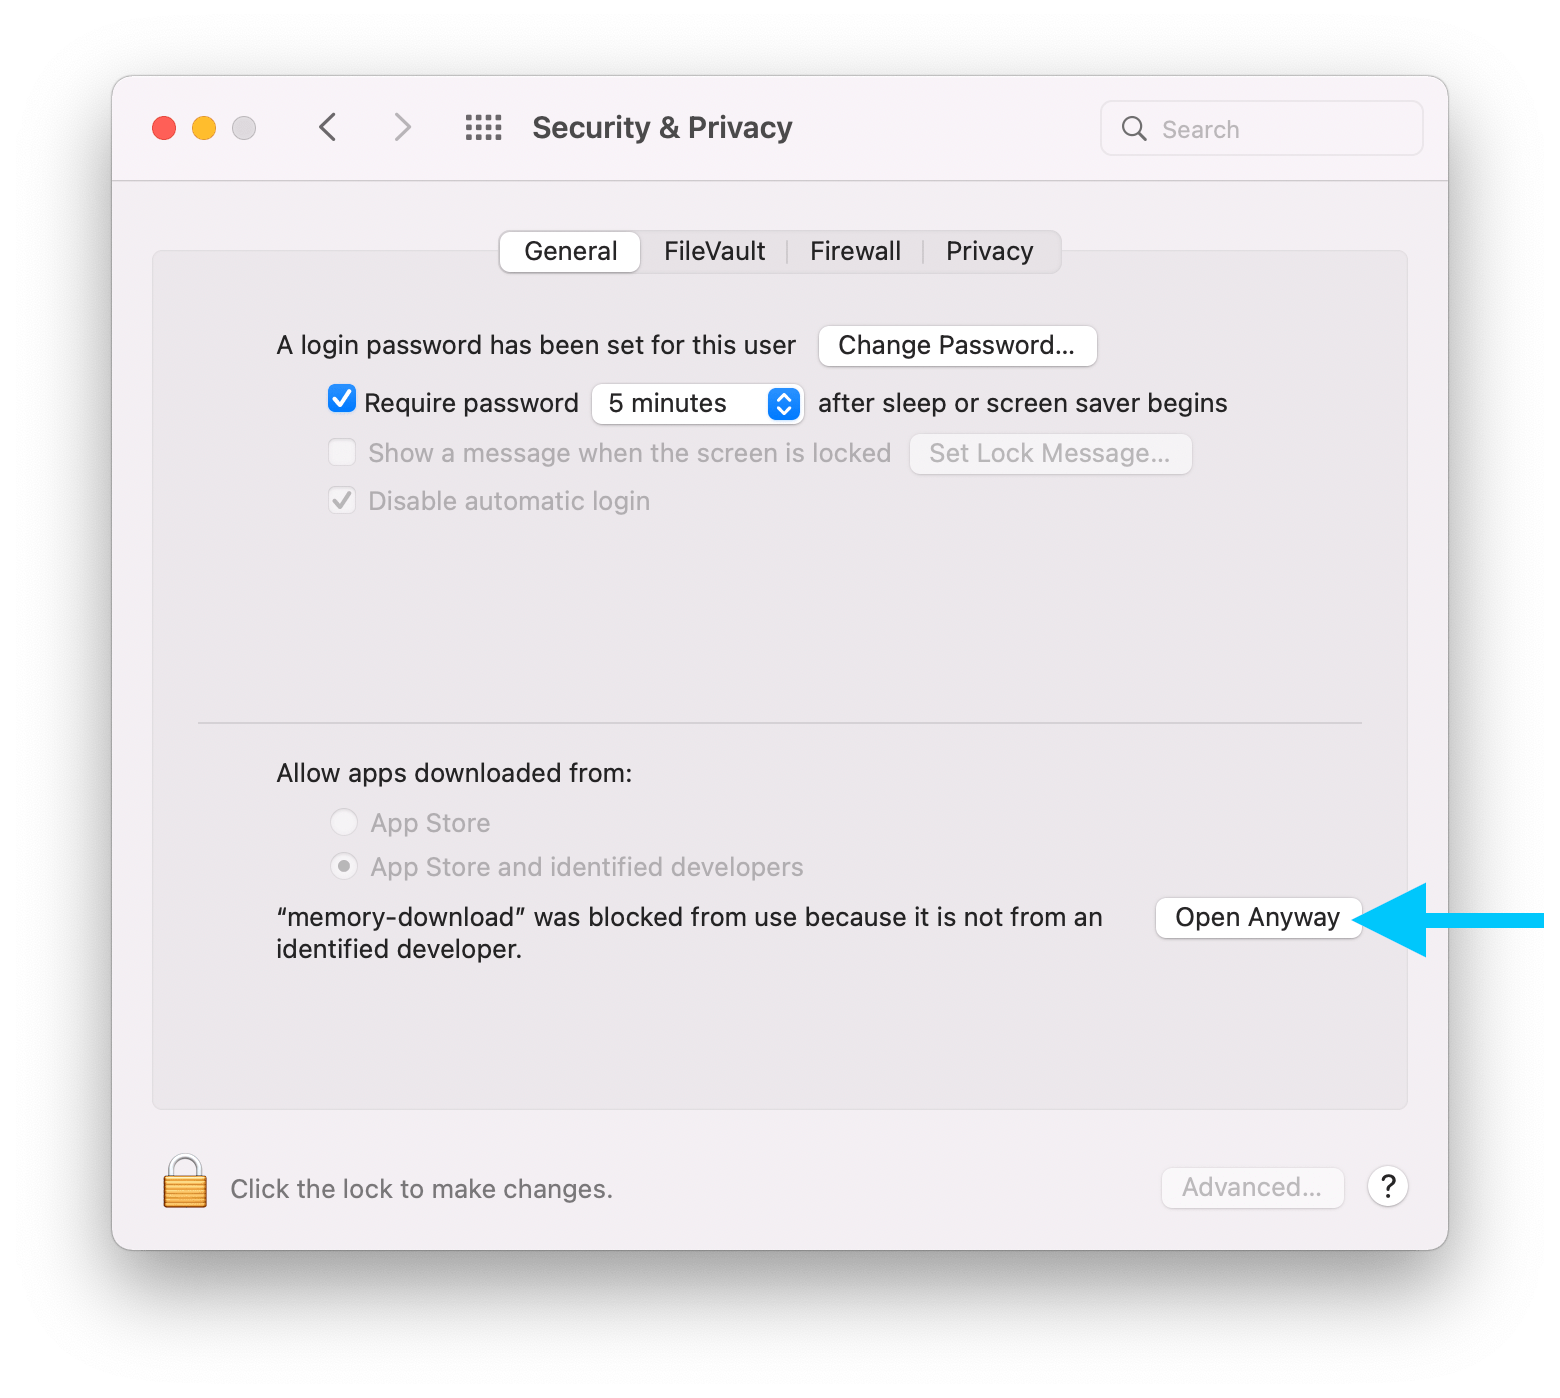 Security & Privacy
Search
General
FileVault
Firewall
Privacy
A login password has been set for this user
Change Password...
Require password
5 minutes
after sleep or screen saver begins
Show a message when the screen is locked
Set Lock Message...
Disable automatic login
Allow apps downloaded from:
App Store
App Store and identified developers
“memory-download” was blocked from use because it is not from an
identified developer.
Open Anyway
Click the lock to make changes.
Advanced...
?